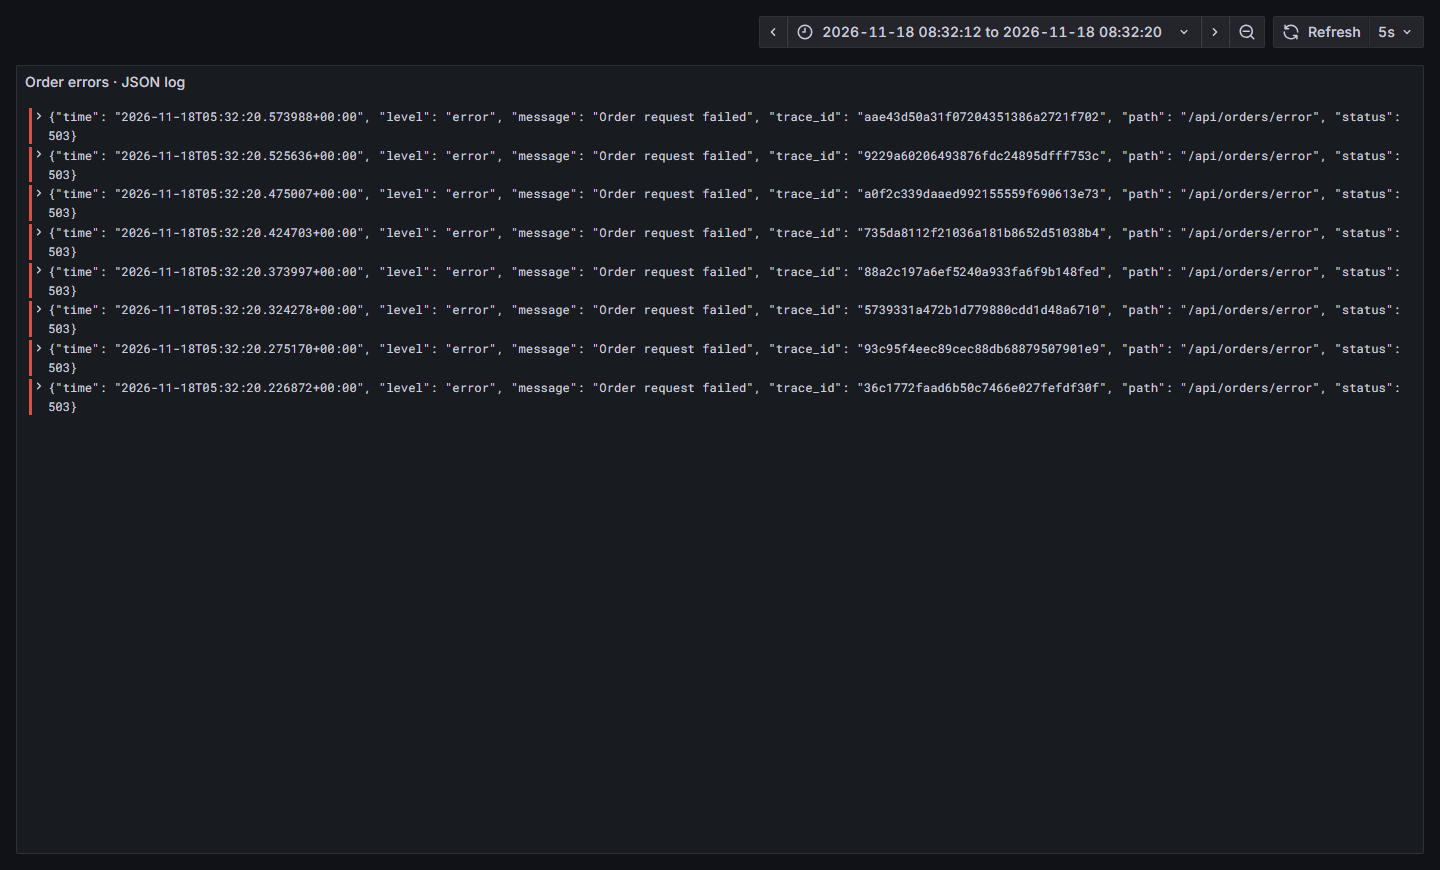 2026-11-18 08:32:12 to 2026-11-18 08:32:20
Refresh
5s
Order errors · JSON log
{"time": "2026-11-18T05:32:20.573988+00:00", "level": "error", "message": "Order request failed", "trace_id": "aae43d50a31f07204351386a2721f702", "path": "/api/orders/error", "status":
503}
{"time": "2026-11-18T05:32:20.525636+00:00", "level": "error", "message": "Order request failed", "trace_id": "9229a60206493876fdc24895dfff753c", "path": "/api/orders/error", "status":
503}
{"time": "2026-11-18T05:32:20.475007+00:00", "level": "error", "message": "Order request failed", "trace_id": "a0f2c339daaed992155559f690613e73", "path": "/api/orders/error", "status":
503}
{"time": "2026-11-18T05:32:20.424703+00:00", "level": "error", "message": "Order request failed", "trace_id": "735da8112f21036a181b8652d51038b4", "path": "/api/orders/error", "status":
503}
{"time": "2026-11-18T05:32:20.373997+00:00", "level": "error", "message": "Order request failed", "trace_id": "88a2c197a6ef5240a933fa6f9b148fed", "path": "/api/orders/error", "status":
503}
{"time": "2026-11-18T05:32:20.324278+00:00", "level": "error", "message": "Order request failed", "trace_id": "5739331a472b1d779880cdd1d48a6710", "path": "/api/orders/error", "status":
503}
{"time": "2026-11-18T05:32:20.275170+00:00", "level": "error", "message": "Order request failed", "trace_id": "93c95f4eec89cec88db68879507901e9", "path": "/api/orders/error", "status":
503}
{"time": "2026-11-18T05:32:20.226872+00:00", "level": "error", "message": "Order request failed", "trace_id": "36c1772faad6b50c7466e027fefdf30f", "path": "/api/orders/error", "status":
503}